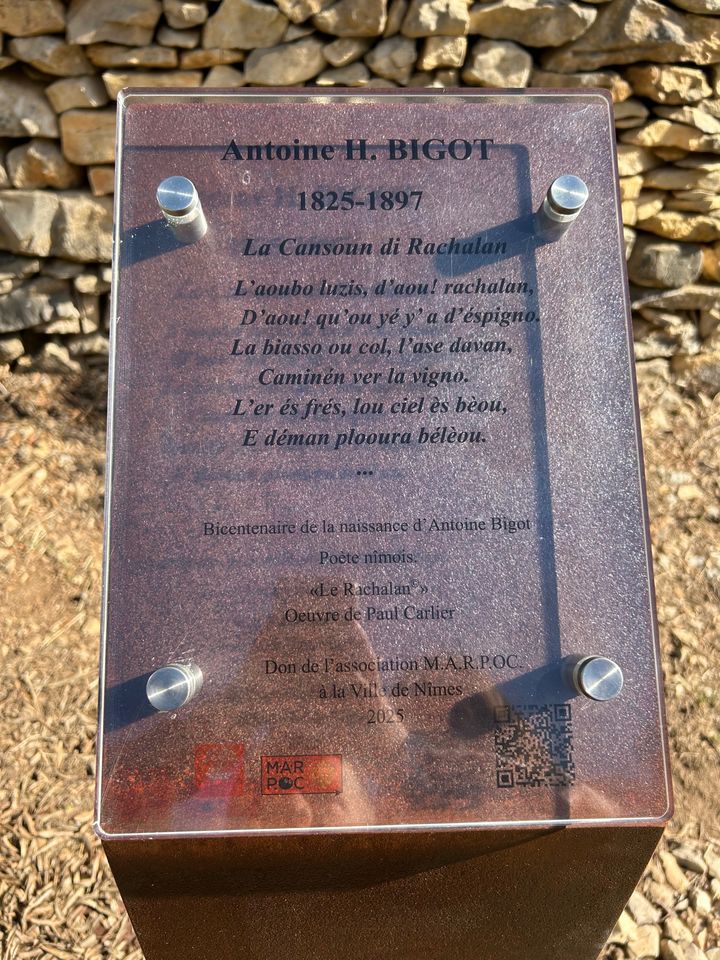 Antoine H. BIGOT
1825-1897
La Cansoun di Rachalan
L'aoubo luzis, d'aou! rachalan,
D'aou! qu'ou yé y' a d'éspigno.
La biasso ou col, l'ase davan,
Caminén ver la vigno.
L'er és frés, lou ciel ès bèou,
E déman plooura bélèou.
...
Bicentenaire de la naissance d'Antoine Bigot
Poète nîmois.
«Le Rachalan©»
Oeuvre de Paul Carlier
Don de l'association M.A.R.P.OC.
à la Ville de Nîmes
2025
MAR
POC